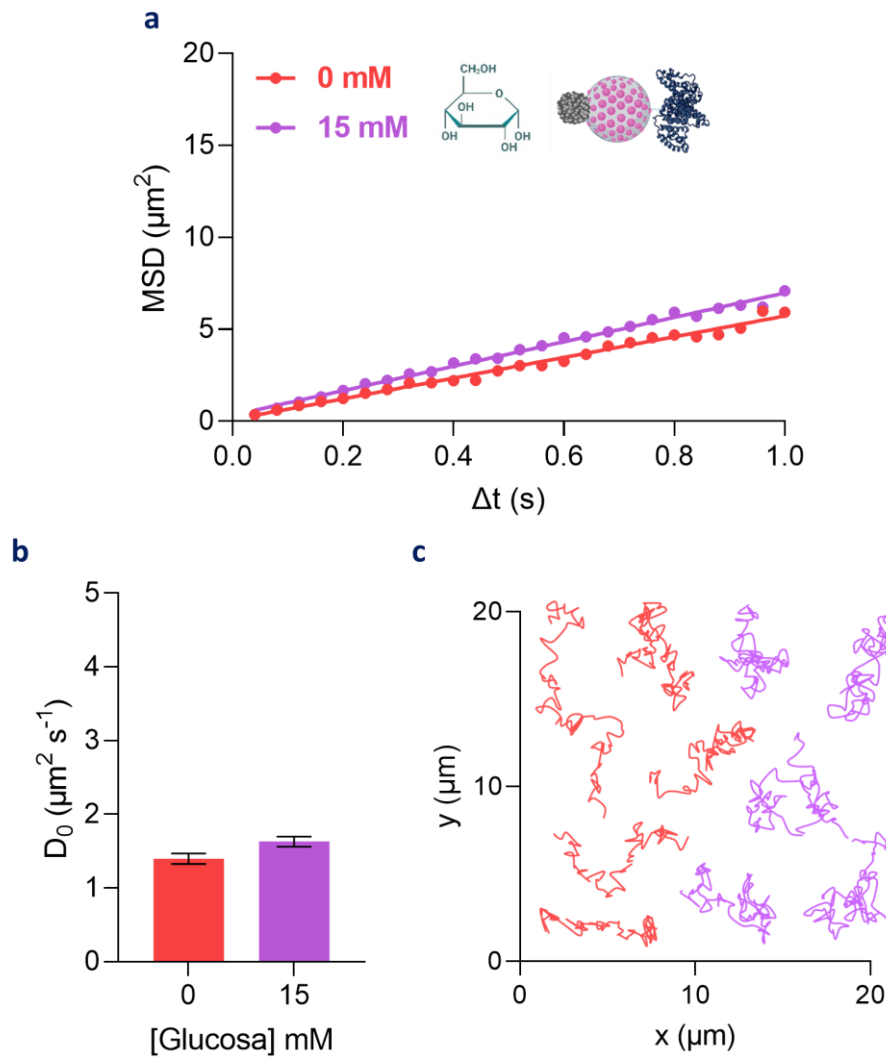 a
20
15
10
5
0
MSD (µm²)
0.0 0.2 0.4 0.6 0.8 1.0
Δt (s)
0 mM
15 mM
CH₂OH
O
OH
OH
OH
OH
b
5
4
3
2
1
0
D₀ (µm² s⁻¹)
0 15
[Glucosa] mM
c
20
10
0
y (µm)
0 10 20
x (µm)